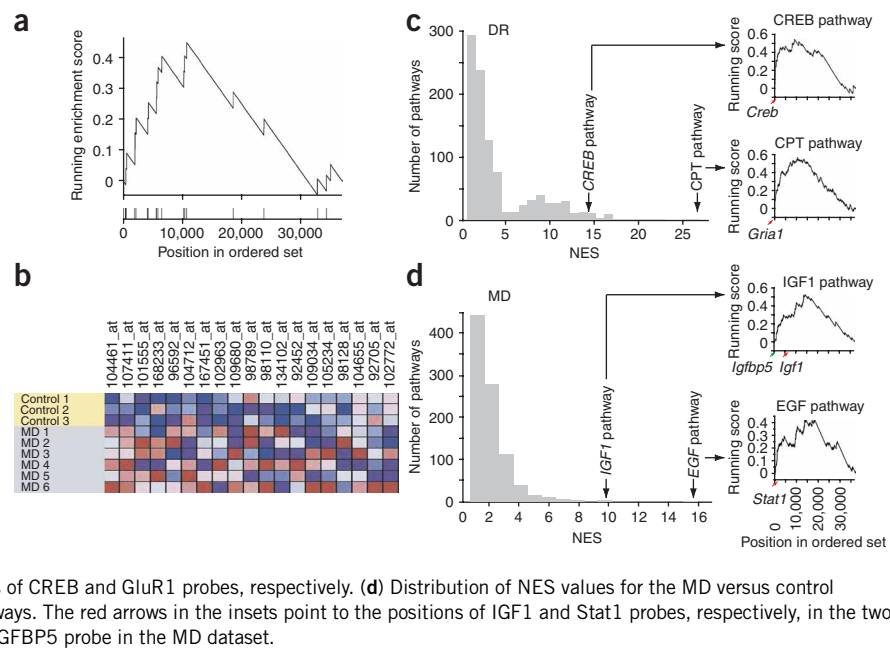 a
Running enrichment score
0.4
0.3
0.2
0.1
0
0 10,000 20,000 30,000
Position in ordered set
b
104461_at
107411_at
101555_at
168239_at
96592_at
104712_at
167451_at
102963_at
109680_at
98789_at
98110_at
134102_at
92452_at
109034_at
105234_at
98128_at
104655_at
92705_at
102772_at
Control 1
Control 2
Control 3
MD 1
MD 2
MD 3
MD 4
MD 5
MD 6
c
DR
Number of pathways
300
200
100
0
0 5 10 15 20 25
NES
CREB pathway
CPT pathway
CREB pathway
Running score
0.6
0.4
0.2
0
Creb
CPT pathway
Running score
0.6
0.4
0.2
0
Gria1
d
MD
Number of pathways
400
300
200
100
0
2 4 6 8 10 12 14 16
NES
IGF1 pathway
EGF pathway
IGF1 pathway
Running score
0.6
0.4
0.2
0
Igfbp5 Igf1
EGF pathway
Running score
0.4
0.2
0
Stat1
0 10,000 20,000 30,000
Position in ordered set
s of CREB and GluR1 probes, respectively. (d) Distribution of NES values for the MD versus control
ways. The red arrows in the insets point to the positions of IGF1 and Stat1 probes, respectively, in the two
GFBP5 probe in the MD dataset.